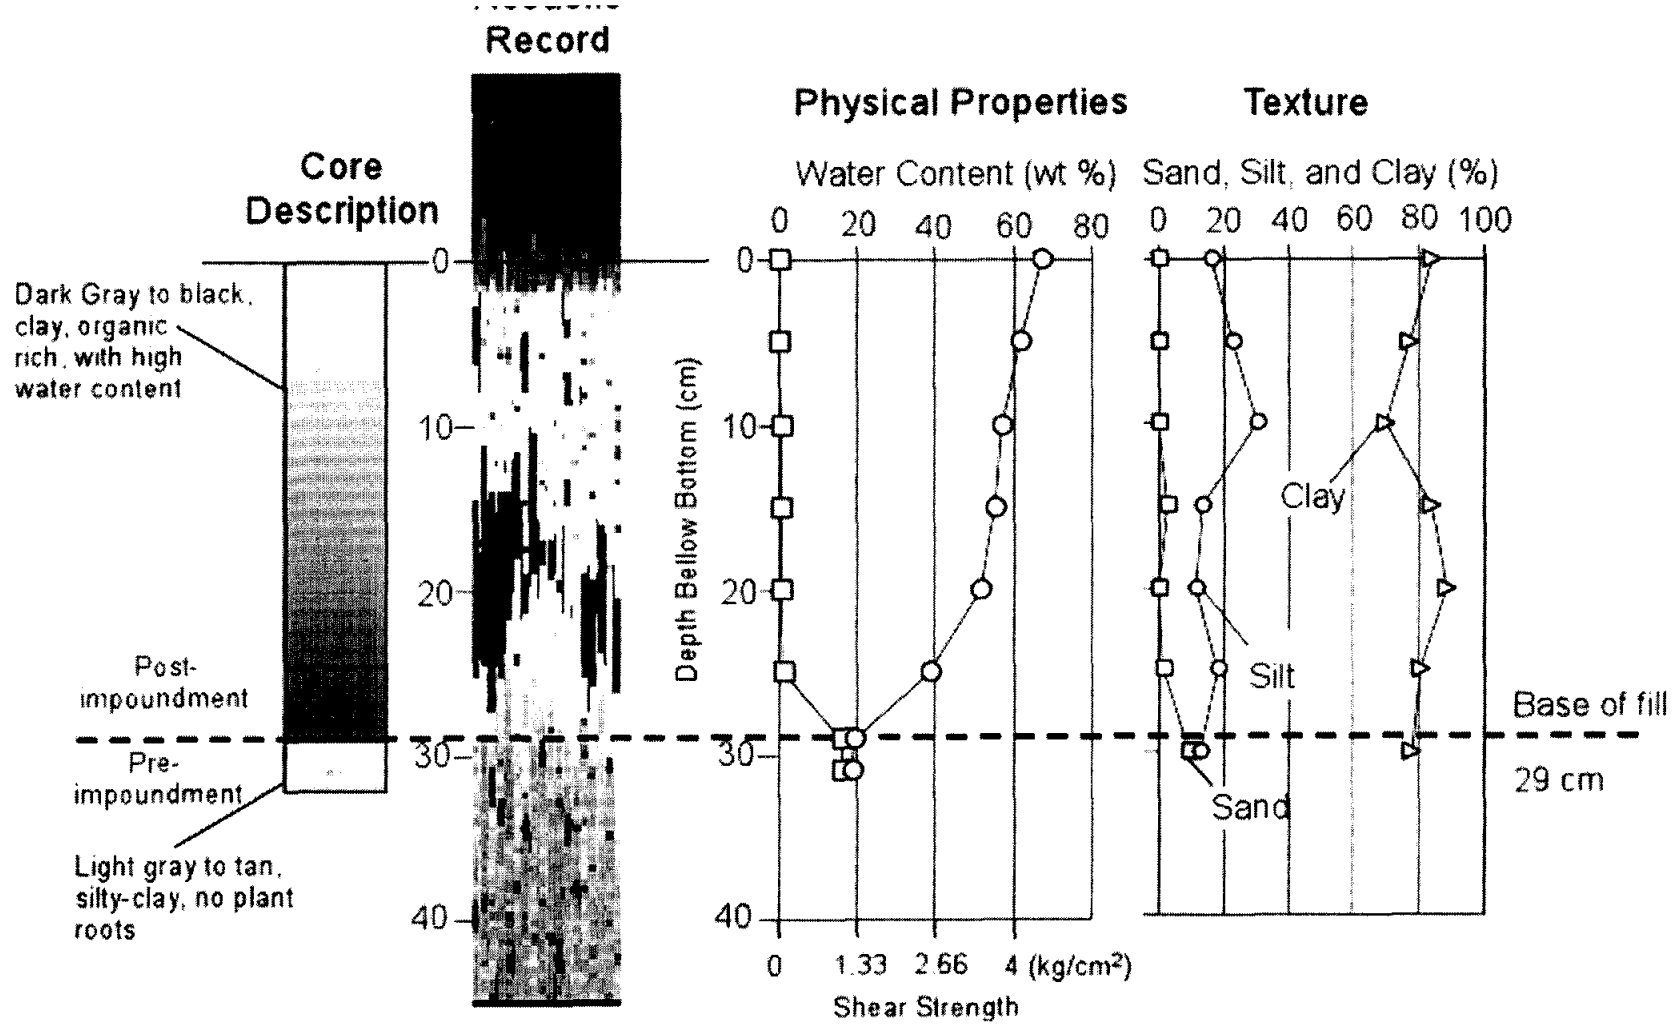 Record
Core
Description
Physical Properties
Texture
Water Content (wt %)
Sand, Silt, and Clay (%)
0 20 40 60 80
0 20 40 60 80 100
Dark Gray to black,
clay, organic
rich, with high
water content
Post-
impoundment
Pre-
impoundment
Light gray to tan,
silty-clay, no plant
roots
0
10
20
30
40
Depth Bellow Bottom (cm)
0
10
20
30
40
0 1.33 2.66 4 (kg/cm²)
Shear Strength
Clay
Silt
Sand
Base of fill
29 cm